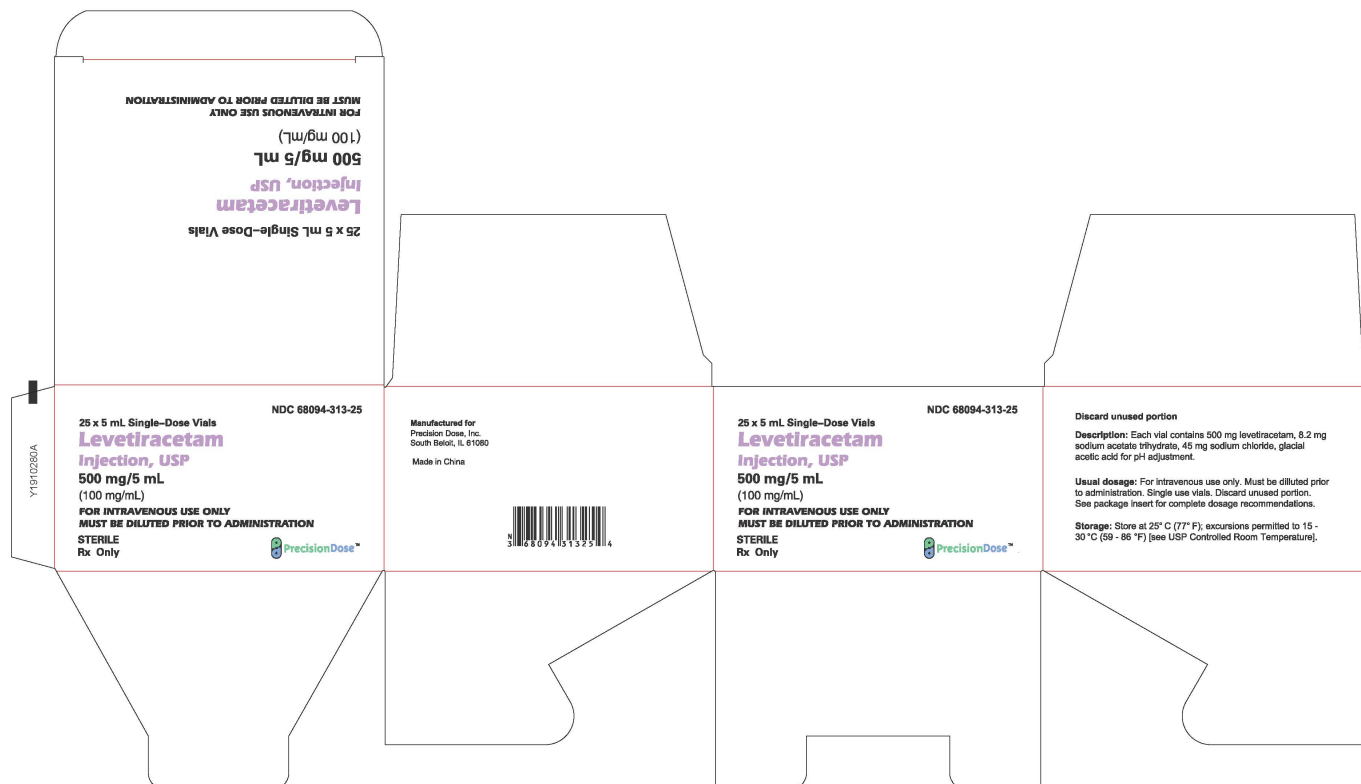 MUST BE DILUTED PRIOR TO ADMINISTRATION
FOR INTRAVENOUS USE ONLY
(100 mg/mL)
500 mg/5 mL
Injection, USP
Levetiracetam
25 x 5 mL Single-Dose Vials
Y1910280A
NDC 68094-313-25
25 x 5 mL Single-Dose Vials
Levetiracetam
Injection, USP
500 mg/5 mL
(100 mg/mL)
FOR INTRAVENOUS USE ONLY
MUST BE DILUTED PRIOR TO ADMINISTRATION
STERILE
Rx Only
PrecisionDose™
Manufactured for
Precision Dose, Inc.
South Beloit, IL 61080
Made in China
N
3 68094 31325 4
NDC 68094-313-25
25 x 5 mL Single-Dose Vials
Levetiracetam
Injection, USP
500 mg/5 mL
(100 mg/mL)
FOR INTRAVENOUS USE ONLY
MUST BE DILUTED PRIOR TO ADMINISTRATION
STERILE
Rx Only
PrecisionDose™
Discard unused portion
Description: Each vial contains 500 mg levetiracetam, 8.2 mg
sodium acetate trihydrate, 45 mg sodium chloride, glacial
acetic acid for pH adjustment.
Usual dosage: For intravenous use only. Must be dilluted prior
to administration. Single use vials. Discard unused portion.
See package insert for complete dosage recommendations.
Storage: Store at 25° C (77° F); excursions permitted to 15 -
30 °C (59 - 86 °F) [see USP Controlled Room Temperature].